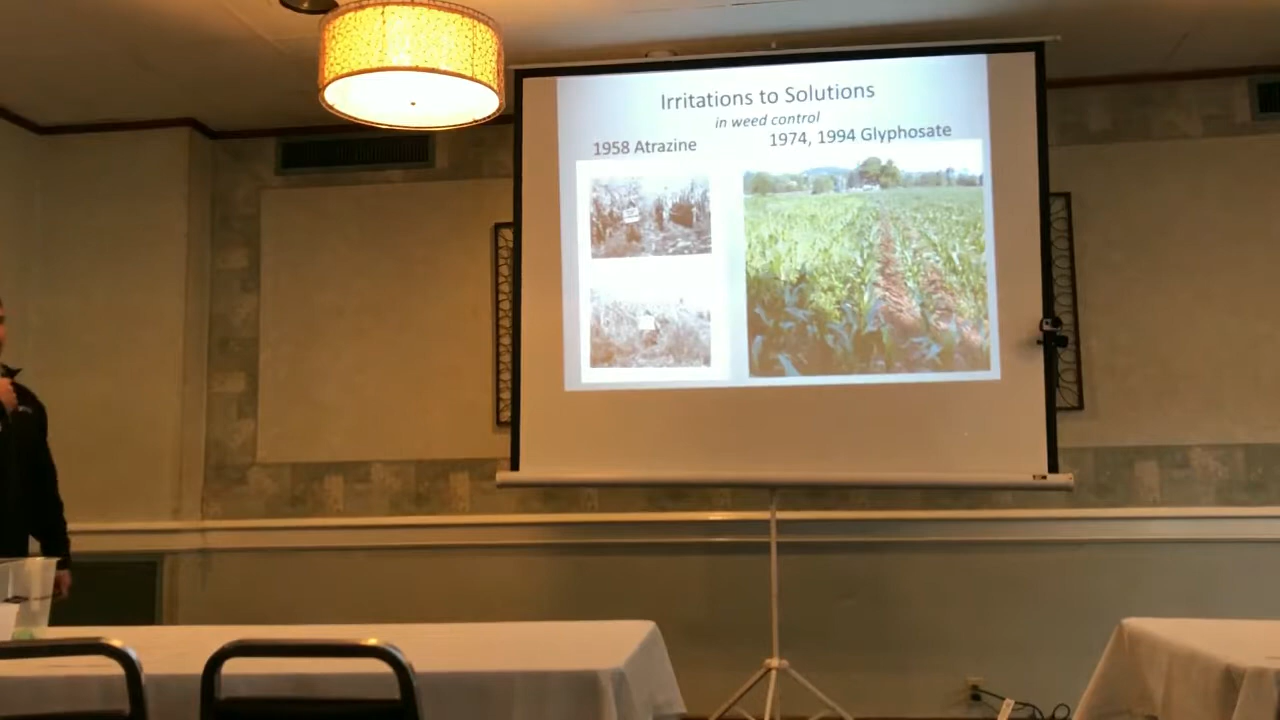 Irritations to Solutions
in weed control
1958 Atrazine
1974, 1994 Glyphosate